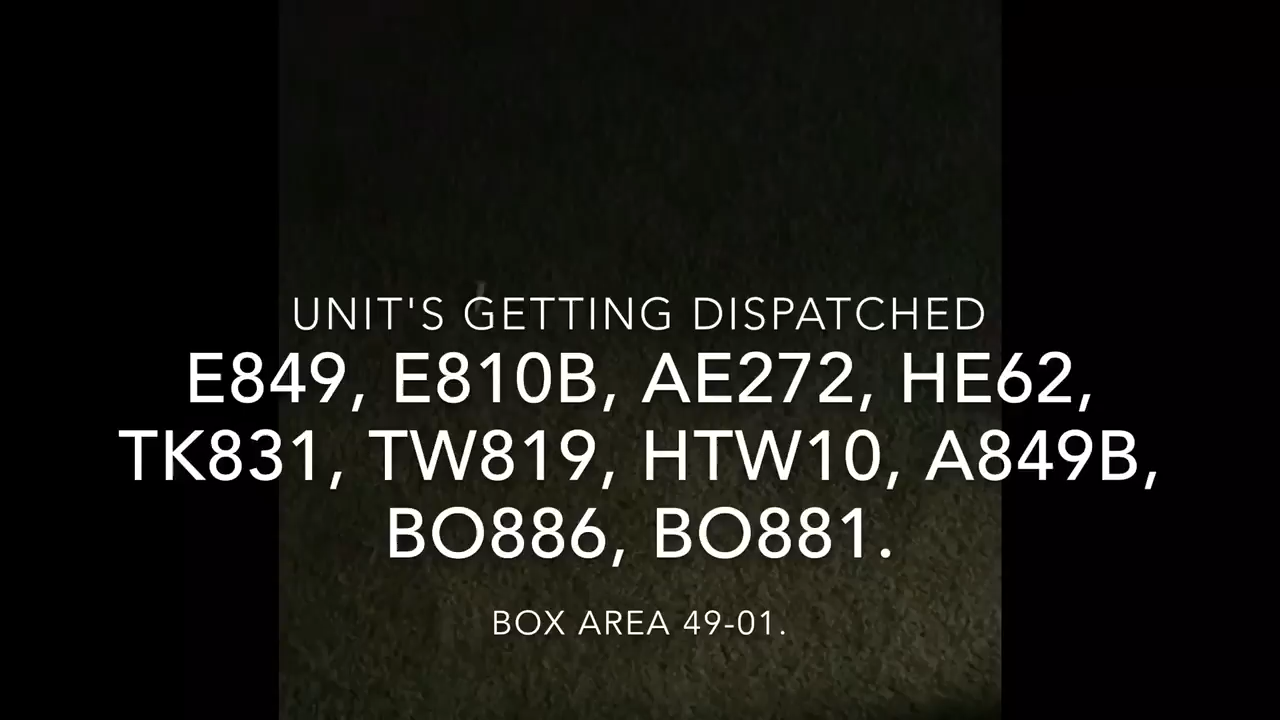 UNIT'S GETTING DISPATCHED
E849, E810B, AE272, HE62,
TK831, TW819, HTW10, A849B,
BO886, BO881.
BOX AREA 49-01.